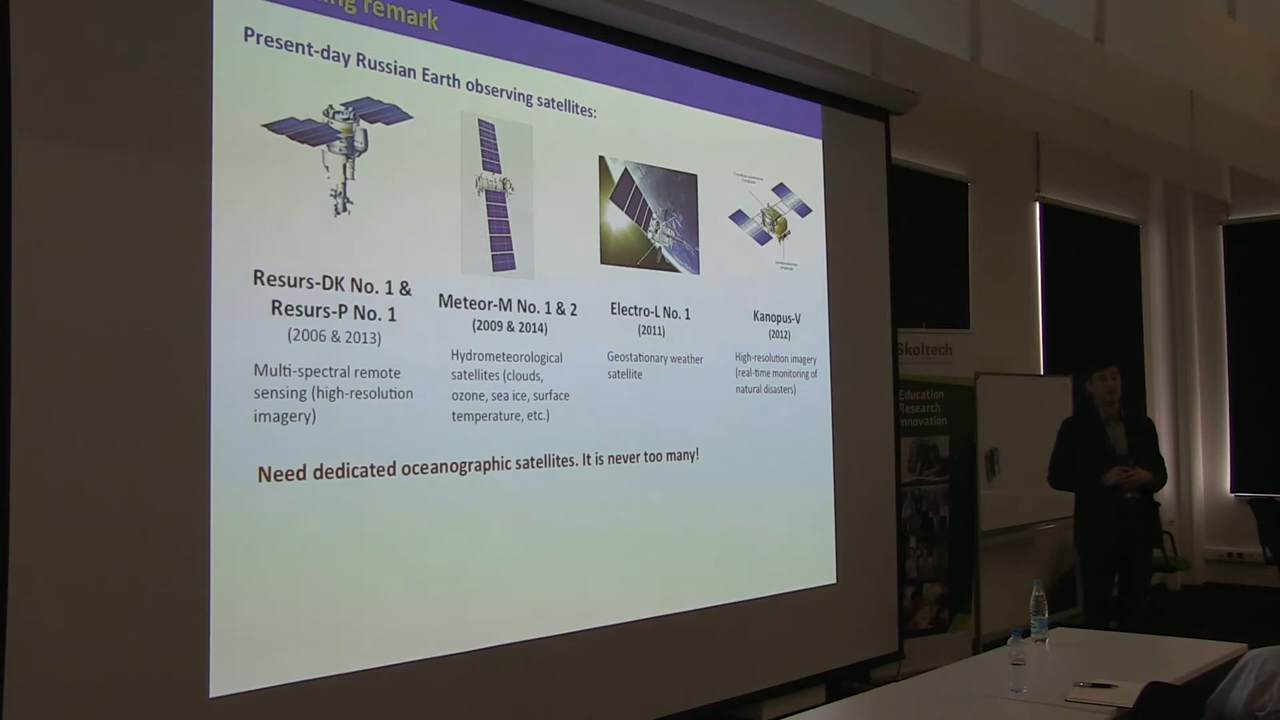 remark
Present-day Russian Earth observing satellites:
Resurs-DK No. 1 &
Resurs-P No. 1
(2006 & 2013)
Multi-spectral remote
sensing (high-resolution
imagery)
Meteor-M No. 1 & 2
(2009 & 2014)
Hydrometeorological
satellites (clouds,
ozone, sea ice, surface
temperature, etc.)
Electro-L No. 1
(2011)
Geostationary weather
satellite
Kanopus-V
(2012)
High-resolution imagery
(real-time monitoring of
natural disasters)
Need dedicated oceanographic satellites. It is never too many!
Skoltech
Education
Research
Innovation